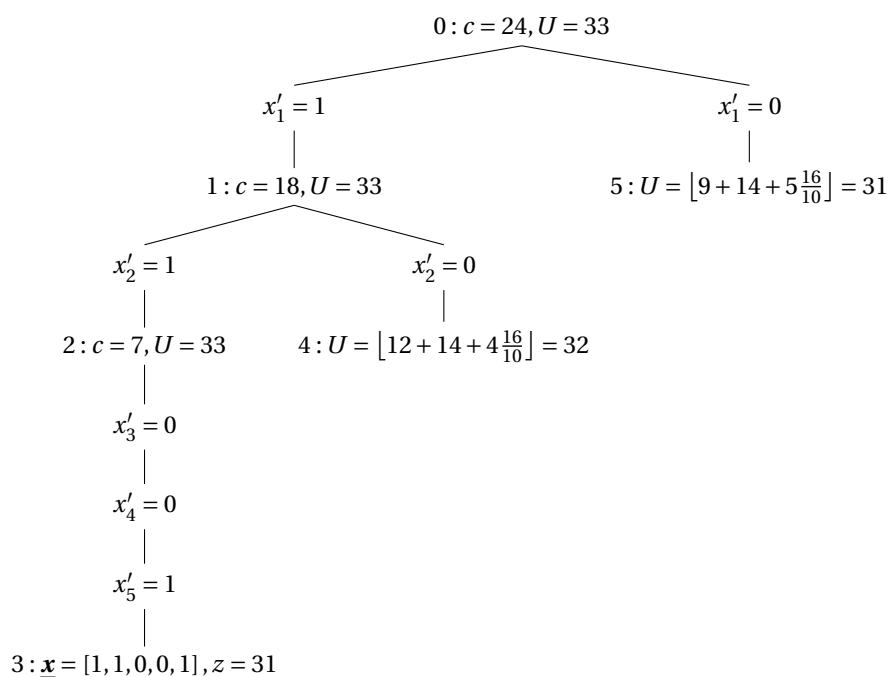 0 : c = 24, U = 33
x′₁ = 1
x′₁ = 0
1 : c = 18, U = 33
5 : U = ⌊9 + 14 + 5 16/10⌋ = 31
x′₂ = 1
x′₂ = 0
2 : c = 7, U = 33
4 : U = ⌊12 + 14 + 4 16/10⌋ = 32
x′₃ = 0
x′₄ = 0
x′₅ = 1
3 : x = [1, 1, 0, 0, 1], z = 31